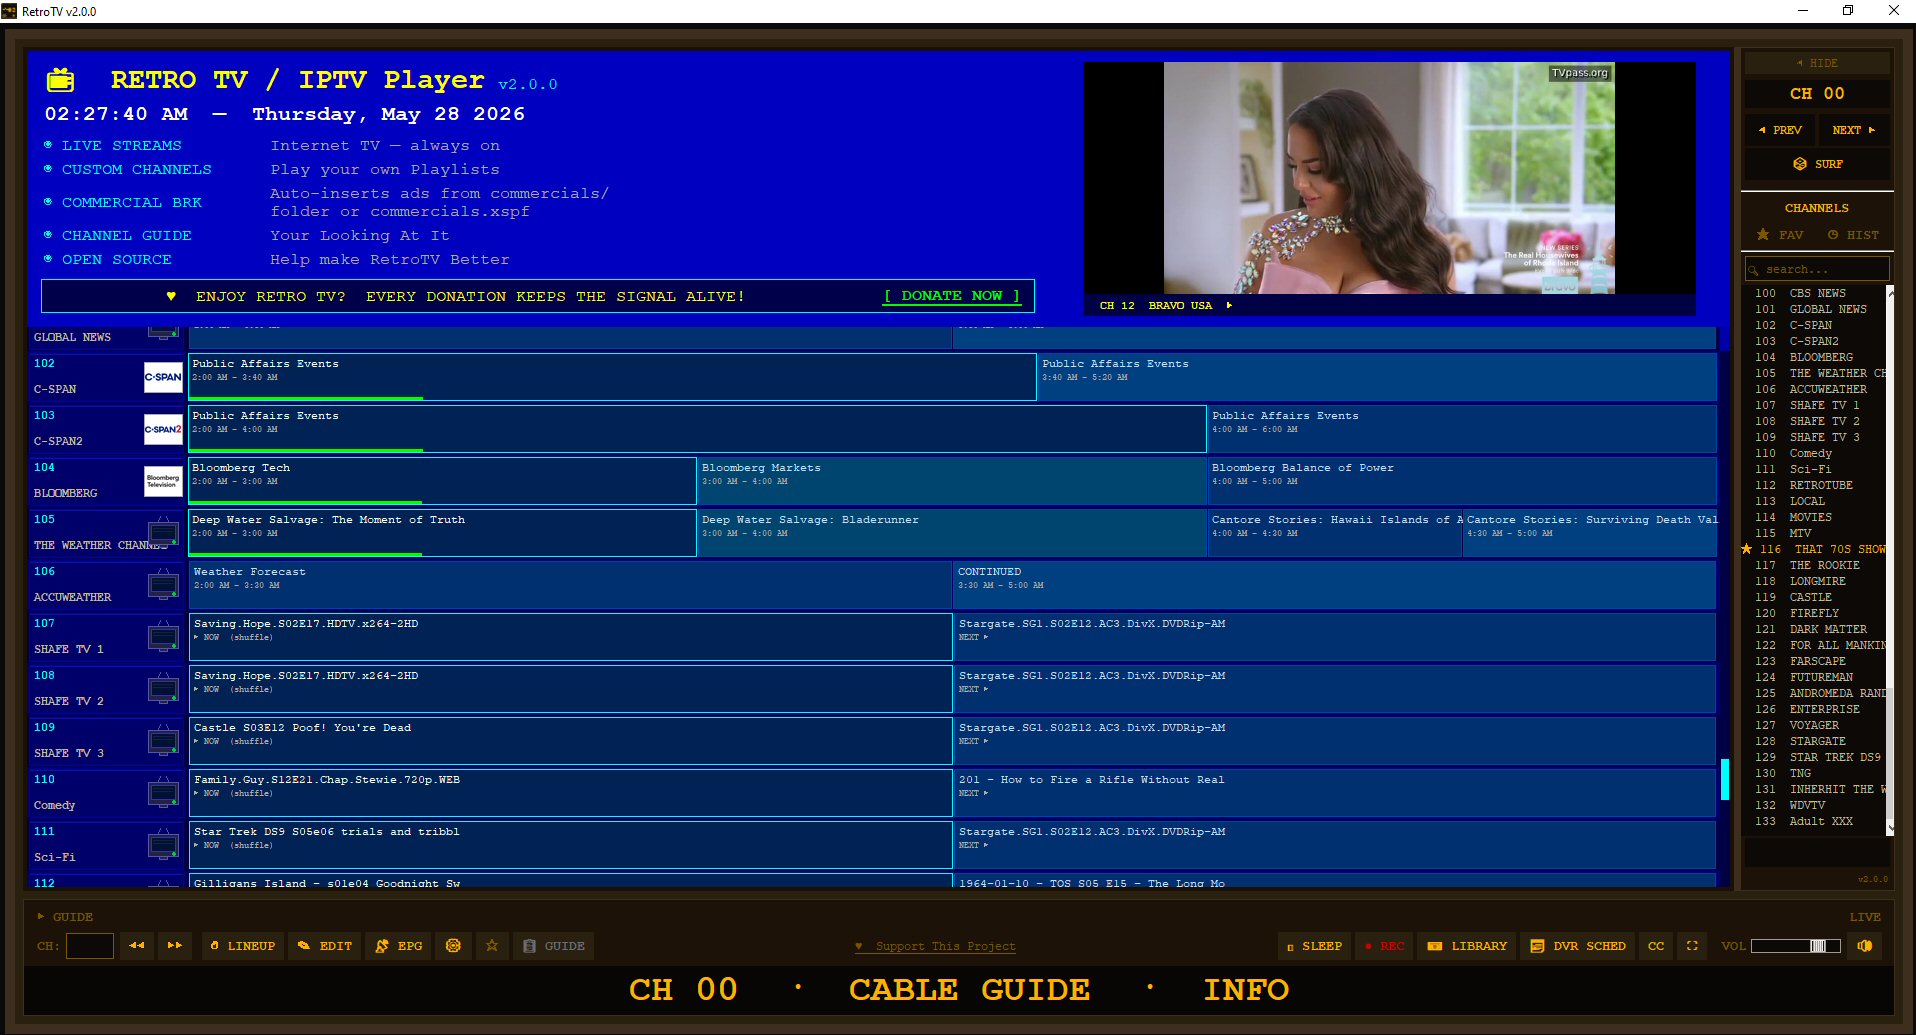 RetroTV v2.0.0
RETRO TV / IPTV Player v2.0.0
02:27:40 AM — Thursday, May 28 2026
LIVE STREAMS Internet TV — always on
CUSTOM CHANNELS Play your own Playlists
COMMERCIAL BRK Auto-inserts ads from commercials/
folder or commercials.xspf
CHANNEL GUIDE Your Looking At It
OPEN SOURCE Help make RetroTV Better
♥ ENJOY RETRO TV? EVERY DONATION KEEPS THE SIGNAL ALIVE! [ DONATE NOW ]
TVpass.org
NEW SERIES
The Real Housewives
of Rhode Island
bravo
CH 12 BRAVO USA
GLOBAL NEWS
102
C-SPAN
C-SPAN
Public Affairs Events
2:00 AM - 3:40 AM
Public Affairs Events
3:40 AM - 5:20 AM
103
C-SPAN2
C-SPAN2
Public Affairs Events
2:00 AM - 4:00 AM
Public Affairs Events
4:00 AM - 6:00 AM
104
BLOOMBERG
Bloomberg
Television
Bloomberg Tech
2:00 AM - 3:00 AM
Bloomberg Markets
3:00 AM - 4:00 AM
Bloomberg Balance of Power
4:00 AM - 5:00 AM
105
THE WEATHER CHANNEL
Deep Water Salvage: The Moment of Truth
2:00 AM - 3:00 AM
Deep Water Salvage: Bladerunner
3:00 AM - 4:00 AM
Cantore Stories: Hawaii Islands of A
4:00 AM - 4:30 AM
Cantore Stories: Surviving Death Val
4:30 AM - 5:00 AM
106
ACCUWEATHER
Weather Forecast
2:00 AM - 3:30 AM
CONTINUED
3:30 AM - 5:00 AM
107
SHAFE TV 1
Saving.Hope.S02E17.HDTV.x264-2HD
NOW (shuffle)
Stargate.SG1.S02E12.AC3.DivX.DVDRip-AM
NEXT
108
SHAFE TV 2
Saving.Hope.S02E17.HDTV.x264-2HD
NOW (shuffle)
Stargate.SG1.S02E12.AC3.DivX.DVDRip-AM
NEXT
109
SHAFE TV 3
Castle S03E12 Poof! You're Dead
NOW (shuffle)
Stargate.SG1.S02E12.AC3.DivX.DVDRip-AM
NEXT
110
Comedy
Family.Guy.S12E21.Chap.Stewie.720p.WEB
NOW (shuffle)
201 - How to Fire a Rifle Without Real
NEXT
111
Sci-Fi
Star Trek DS9 S05e06 trials and tribbl
NOW (shuffle)
Stargate.SG1.S02E12.AC3.DivX.DVDRip-AM
NEXT
112
Gilligans Island - s01e04 Goodnight Sw
1964-01-10 - TOS S05 E15 - The Long Mo
HIDE
CH 00
PREV NEXT
SURF
CHANNELS
FAV HIST
search...
100 CBS NEWS
101 GLOBAL NEWS
102 C-SPAN
103 C-SPAN2
104 BLOOMBERG
105 THE WEATHER CH
106 ACCUWEATHER
107 SHAFE TV 1
108 SHAFE TV 2
109 SHAFE TV 3
110 Comedy
111 Sci-Fi
112 RETROTUBE
113 LOCAL
114 MOVIES
115 MTV
★ 116 THAT 70S SHOW
117 THE ROOKIE
118 LONGMIRE
119 CASTLE
120 FIREFLY
121 DARK MATTER
122 FOR ALL MANKIN
123 FARSCAPE
124 FUTUREMAN
125 ANDROMEDA RAND
126 ENTERPRISE
127 VOYAGER
128 STARGATE
129 STAR TREK DS9
130 TNG
131 INHERHIT THE W
132 WDVTV
133 Adult XXX
v2.0.0
GUIDE LIVE
CH: LINEUP EDIT EPG GUIDE ♥ Support This Project SLEEP REC LIBRARY DVR SCHED CC VOL
CH 00 · CABLE GUIDE · INFO